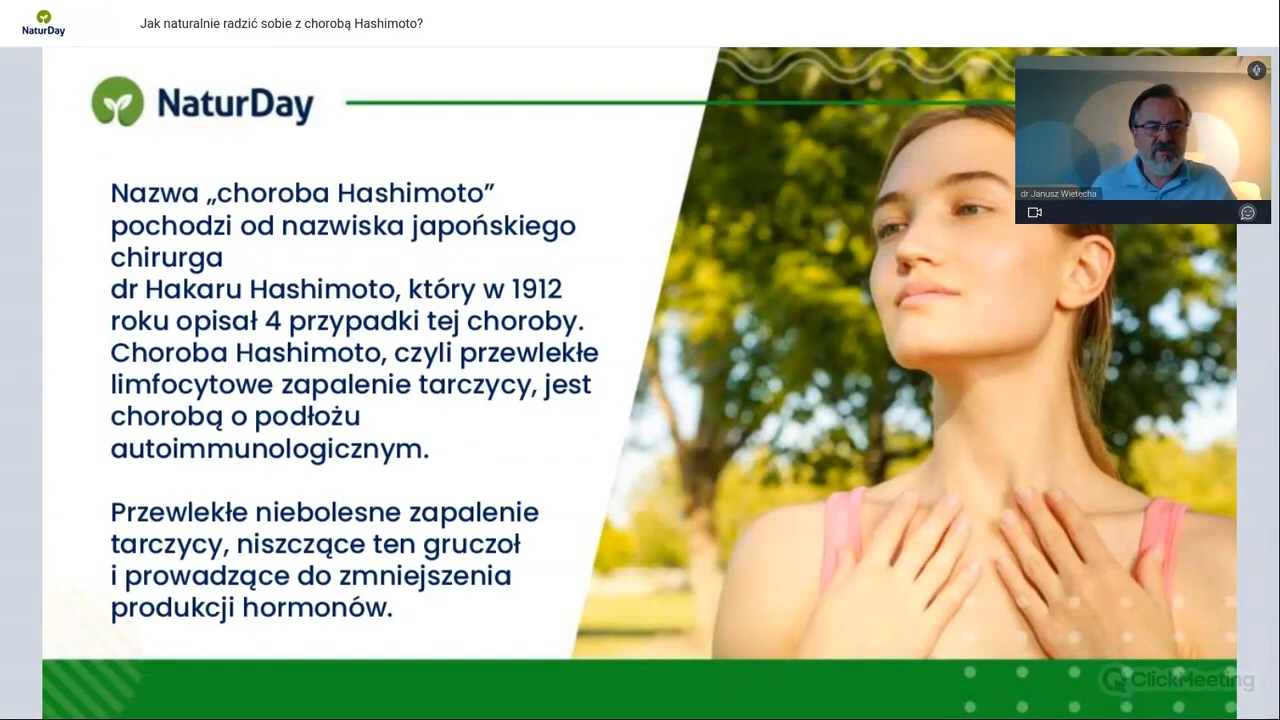 NaturDay
Jak naturalnie radzić sobie z chorobą Hashimoto?
NaturDay
Nazwa „choroba Hashimoto”
pochodzi od nazwiska japońskiego
chirurga
dr Hakaru Hashimoto, który w 1912
roku opisał 4 przypadki tej choroby.
Choroba Hashimoto, czyli przewlekłe
limfocytowe zapalenie tarczycy, jest
chorobą o podłożu
autoimmunologicznym.
Przewlekłe niebolesne zapalenie
tarczycy, niszczące ten gruczoł
i prowadzące do zmniejszenia
produkcji hormonów.
dr Janusz Wietecha
ClickMeeting